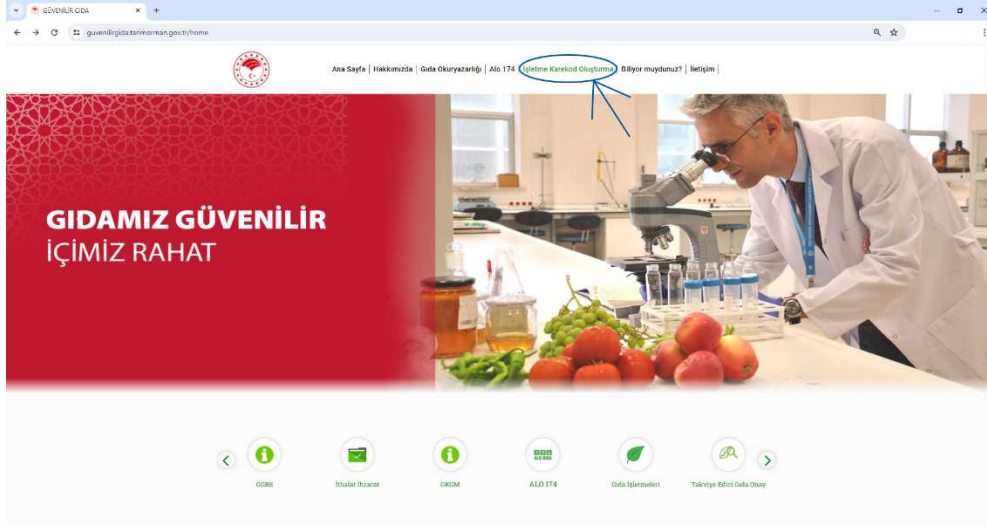 GÜVENİLİR GIDA
guvenilirgida.tarimorman.gov.tr/home
Ana Sayfa | Hakkımızda | Gıda Okuryazarlığı | Alo 174 | İşletme Karekod Oluşturma | Biliyor muydunuz? | İletişim |
GIDAMIZ GÜVENİLİR
İÇİMİZ RAHAT
GGBS
İthalat İhracat
GKGM
ALO 174
Gıda İşletmeleri
Takviye Edici Gıda Onay